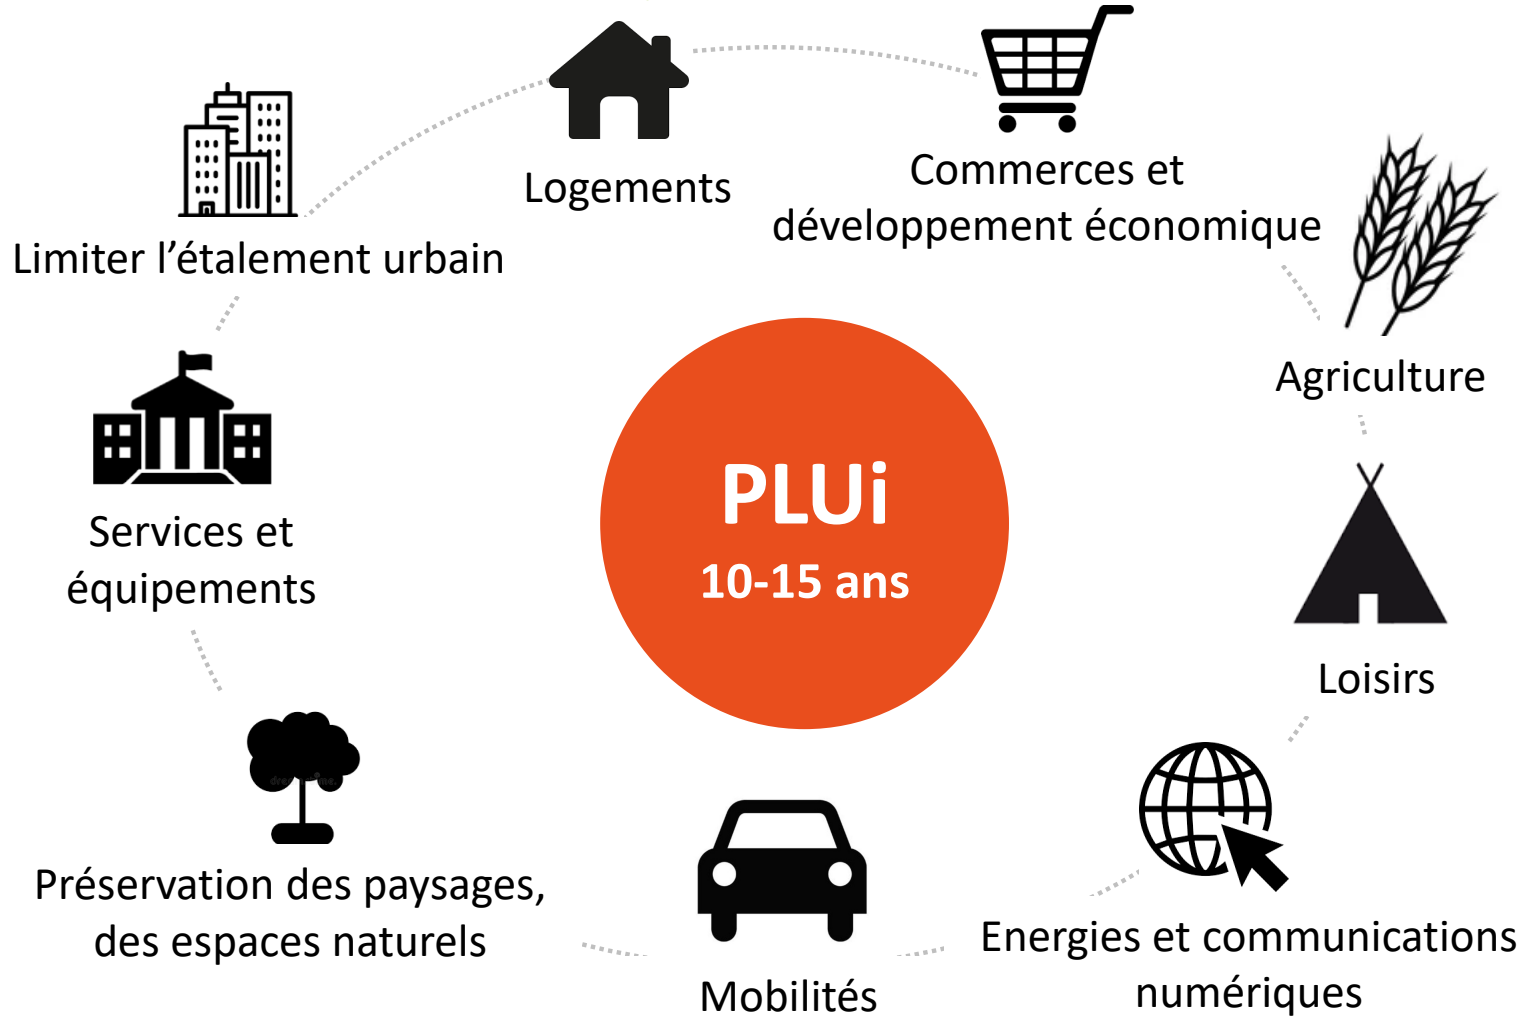 Logements
Commerces et
développement économique
Limiter l’étalement urbain
Agriculture
PLUi
10-15 ans
Services et
équipements
Loisirs
Préservation des paysages,
des espaces naturels
Energies et communications
numériques
Mobilités